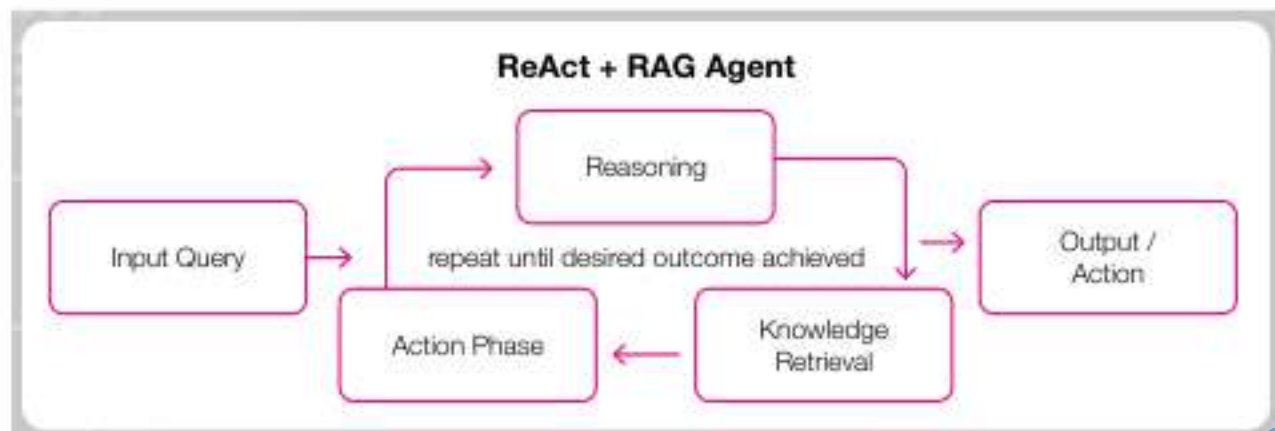 ReAct + RAG Agent
Reasoning
Input Query
repeat until desired outcome achieved
Output /
Action
Action Phase
Knowledge
Retrieval